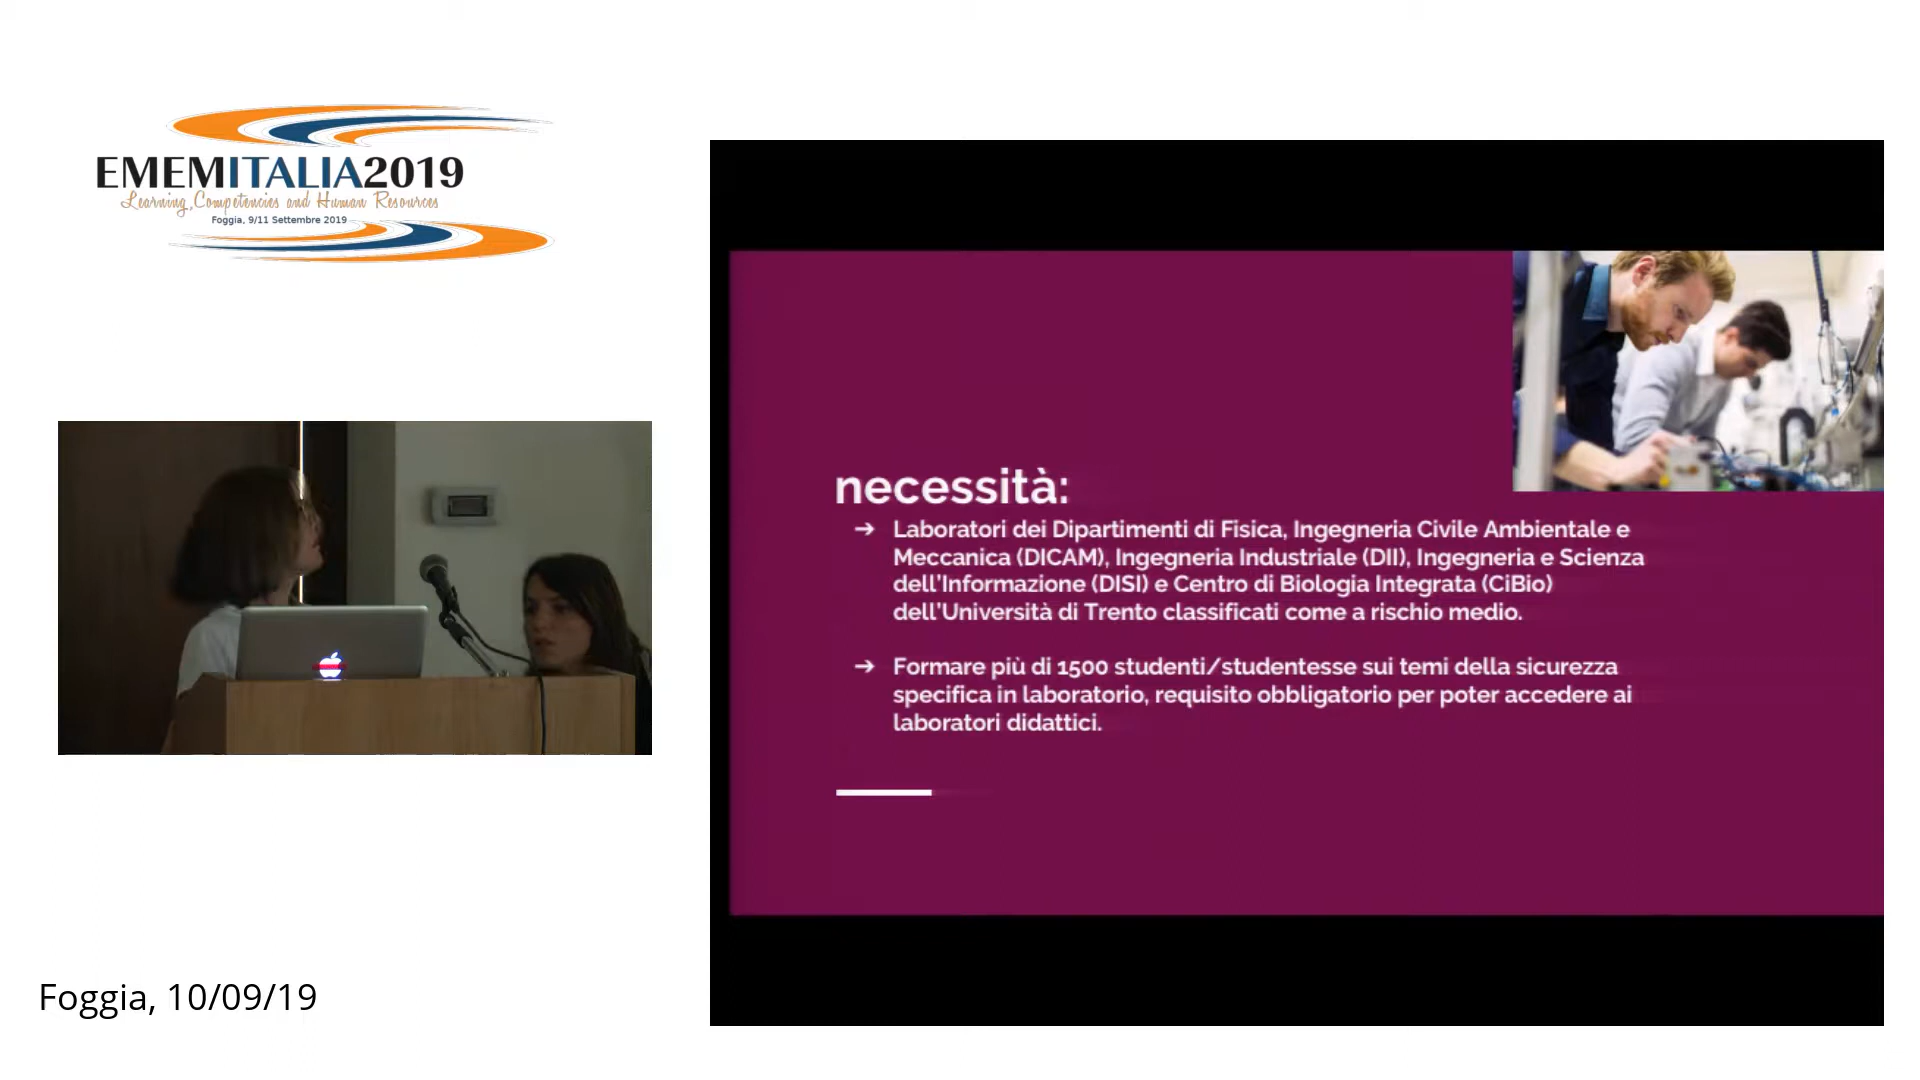 EMEMITALIA2019
Learning, Competencies and Human Resources
Foggia, 9/11 Settembre 2019
necessità:
➔ Laboratori dei Dipartimenti di Fisica, Ingegneria Civile Ambientale e
Meccanica (DICAM), Ingegneria Industriale (DII), Ingegneria e Scienza
dell'Informazione (DISI) e Centro di Biologia Integrata (CiBio)
dell'Università di Trento classificati come a rischio medio.
➔ Formare più di 1500 studenti/studentesse sui temi della sicurezza
specifica in laboratorio, requisito obbligatorio per poter accedere ai
laboratori didattici.
Foggia, 10/09/19